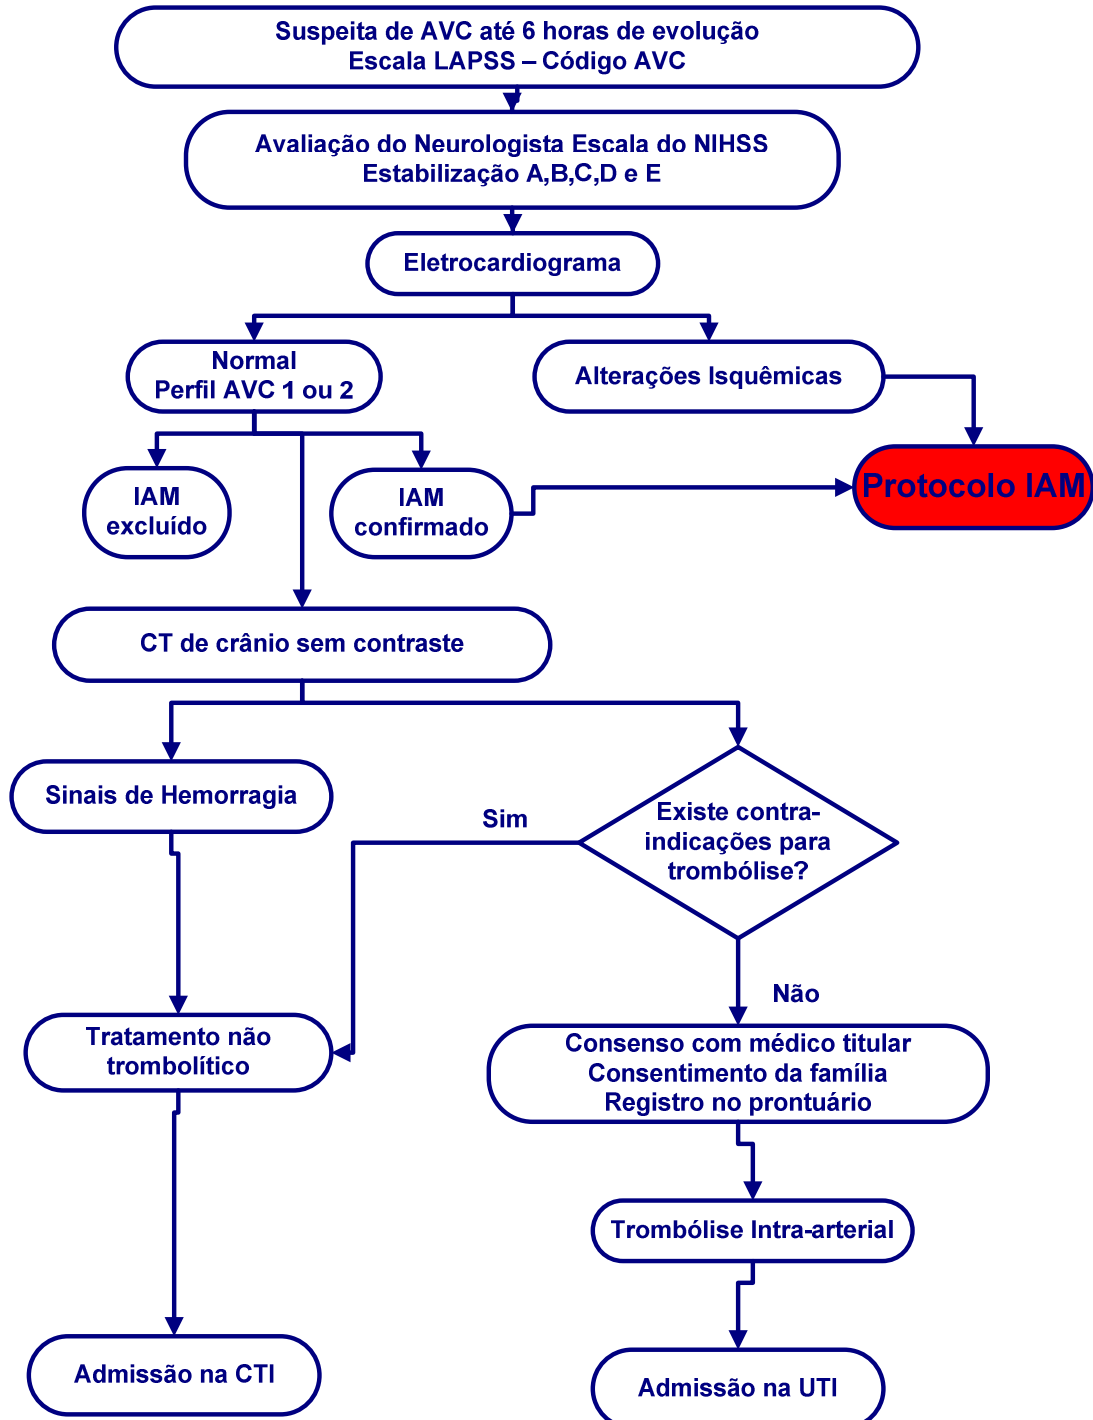 Suspeita de AVC até 6 horas de evolução
Escala LAPSS – Código AVC
Avaliação do Neurologista Escala do NIHSS
Estabilização A,B,C,D e E
Eletrocardiograma
Normal
Perfil AVC 1 ou 2
Alterações Isquêmicas
IAM
excluído
IAM
confirmado
Protocolo IAM
CT de crânio sem contraste
Sinais de Hemorragia
Sim
Existe contra-
indicações para
trombólise?
Não
Tratamento não
trombolítico
Consenso com médico titular
Consentimento da família
Registro no prontuário
Trombólise Intra-arterial
Admissão na CTI
Admissão na UTI